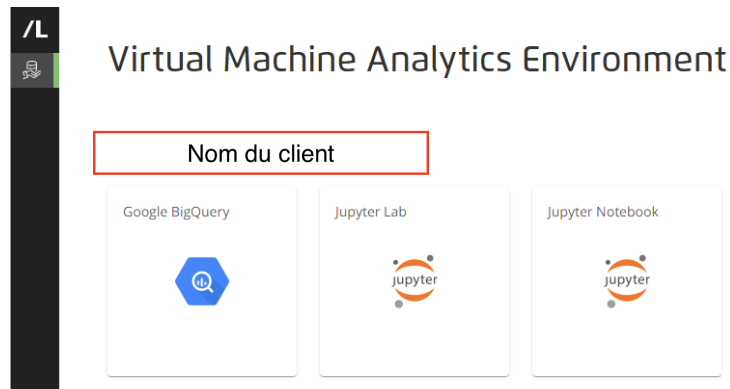 /L
Virtual Machine Analytics Environment
Nom du client
Google BigQuery
Jupyter Lab
Jupyter Notebook
jupyter
jupyter